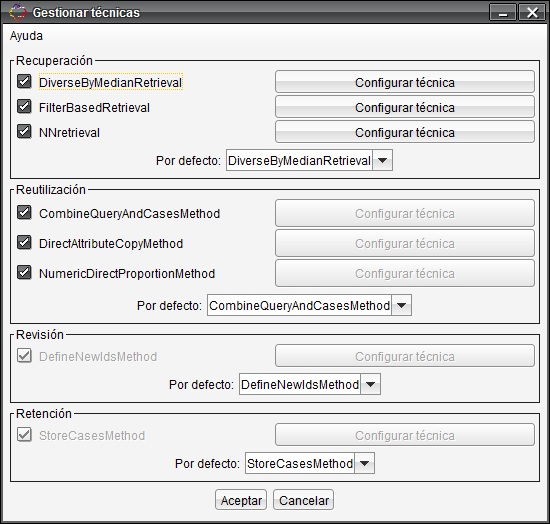 Gestionar técnicas
Ayuda
Recuperación
DiverseByMedianRetrieval Configurar técnica
FilterBasedRetrieval Configurar técnica
NNretrieval Configurar técnica
Por defecto: DiverseByMedianRetrieval
Reutilización
CombineQueryAndCasesMethod Configurar técnica
DirectAttributeCopyMethod Configurar técnica
NumericDirectProportionMethod Configurar técnica
Por defecto: CombineQueryAndCasesMethod
Revisión
DefineNewIdsMethod Configurar técnica
Por defecto: DefineNewIdsMethod
Retención
StoreCasesMethod Configurar técnica
Por defecto: StoreCasesMethod
Aceptar Cancelar